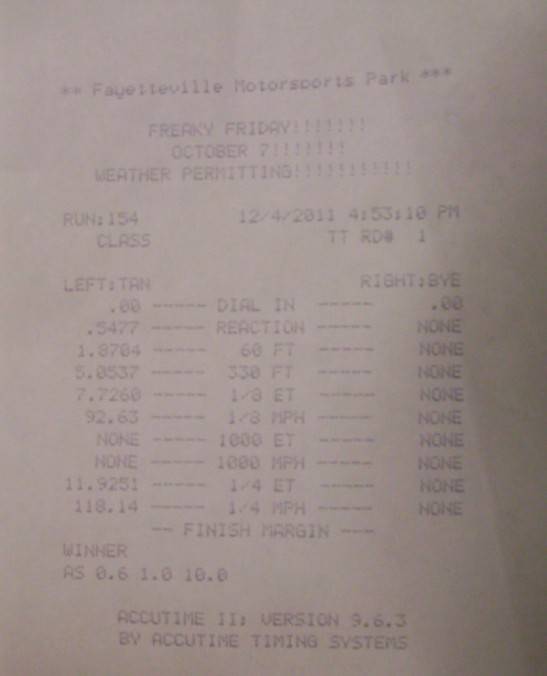 ** Fayetteville Motorsports Park ***
FREAKY FRIDAY!!!!!!!
OCTOBER 7!!!!!!!
WEATHER PERMITTING!!!!!!!!!!!!
RUN:154 12/4/2011 4:53:10 PM
CLASS TT RD# 1
LEFT:TAN RIGHT:BYE
.00 ----- DIAL IN ----- .00
.5477 ----- REACTION ----- NONE
1.8704 ----- 60 FT ----- NONE
5.0537 ----- 330 FT ----- NONE
7.7260 ----- 1/8 ET ----- NONE
92.63 ----- 1/8 MPH ----- NONE
NONE ----- 1000 ET ----- NONE
NONE ----- 1000 MPH ----- NONE
11.9251 ----- 1/4 ET ----- NONE
118.14 ----- 1/4 MPH ----- NONE
-- FINISH MARGIN ---
WINNER
AS 0.6 1.0 10.0
ACCUTIME II; VERSION 9.6.3
BY ACCUTIME TIMING SYSTEMS